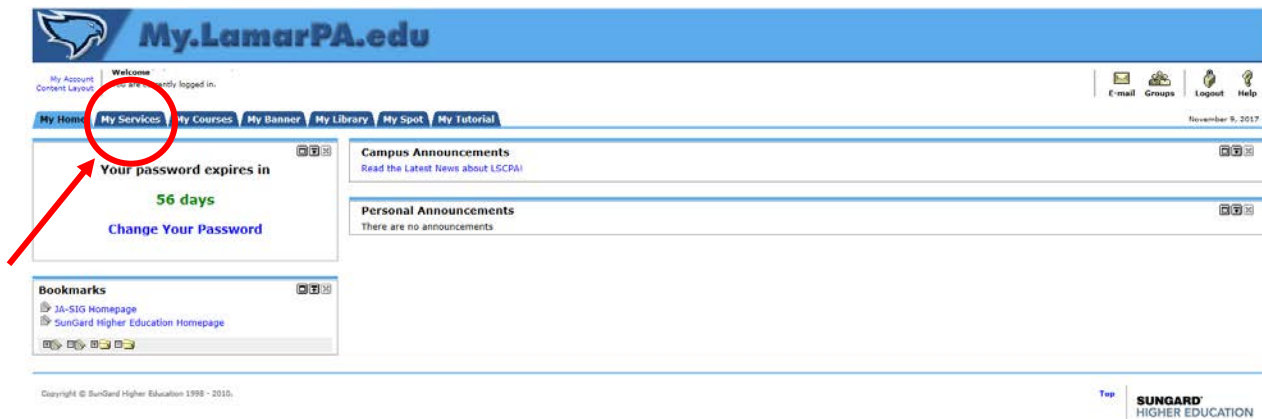 My.LamarPA.edu
My Account
Content Layout
Welcome
You are currently logged in.
E-mail Groups Logout Help
My Home My Services My Courses My Banner My Library My Spot My Tutorial
November 9, 2017
Your password expires in
56 days
Change Your Password
Campus Announcements
Read the Latest News about LSCPA!
Personal Announcements
There are no announcements
Bookmarks
JA-SIG Homepage
SunGard Higher Education Homepage
Copyright © SunGard Higher Education 1998 - 2010.
Top
SUNGARD'
HIGHER EDUCATION